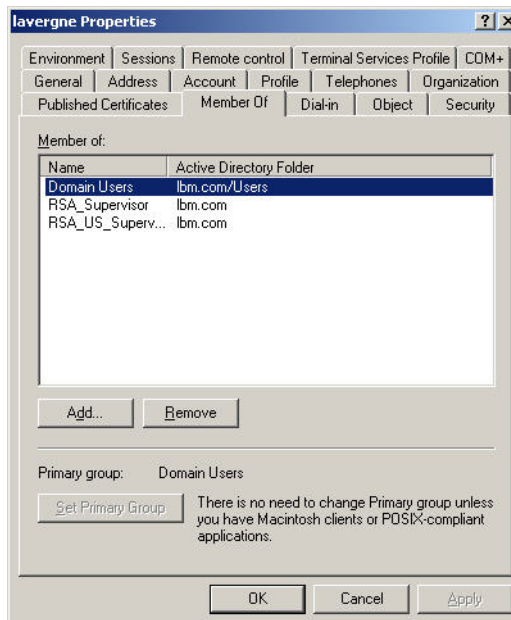 lavergne Properties
Environment Sessions Remote control Terminal Services Profile COM+
General Address Account Profile Telephones Organization
Published Certificates Member Of Dial-in Object Security
Member of:
Name Active Directory Folder
Domain Users lbm.com/Users
RSA_Supervisor lbm.com
RSA_US_Superv... lbm.com
Add... Remove
Primary group: Domain Users
Set Primary Group
There is no need to change Primary group unless
you have Macintosh clients or POSIX-compliant
applications.
OK Cancel Apply